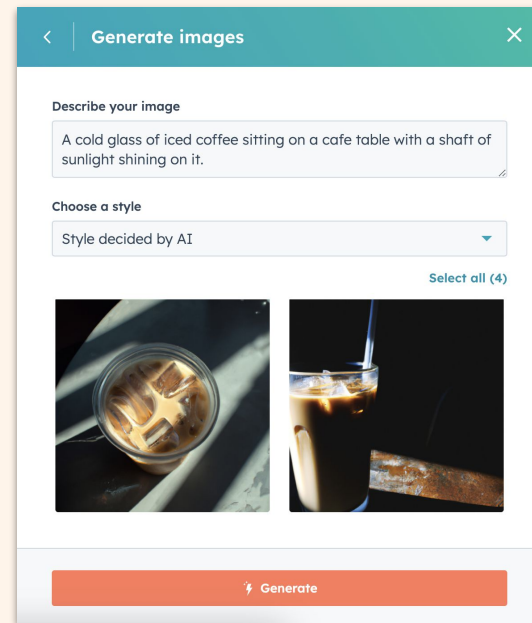 Generate images
Describe your image
A cold glass of iced coffee sitting on a cafe table with a shaft of
sunlight shining on it.
Choose a style
Style decided by AI
Select all (4)
Generate